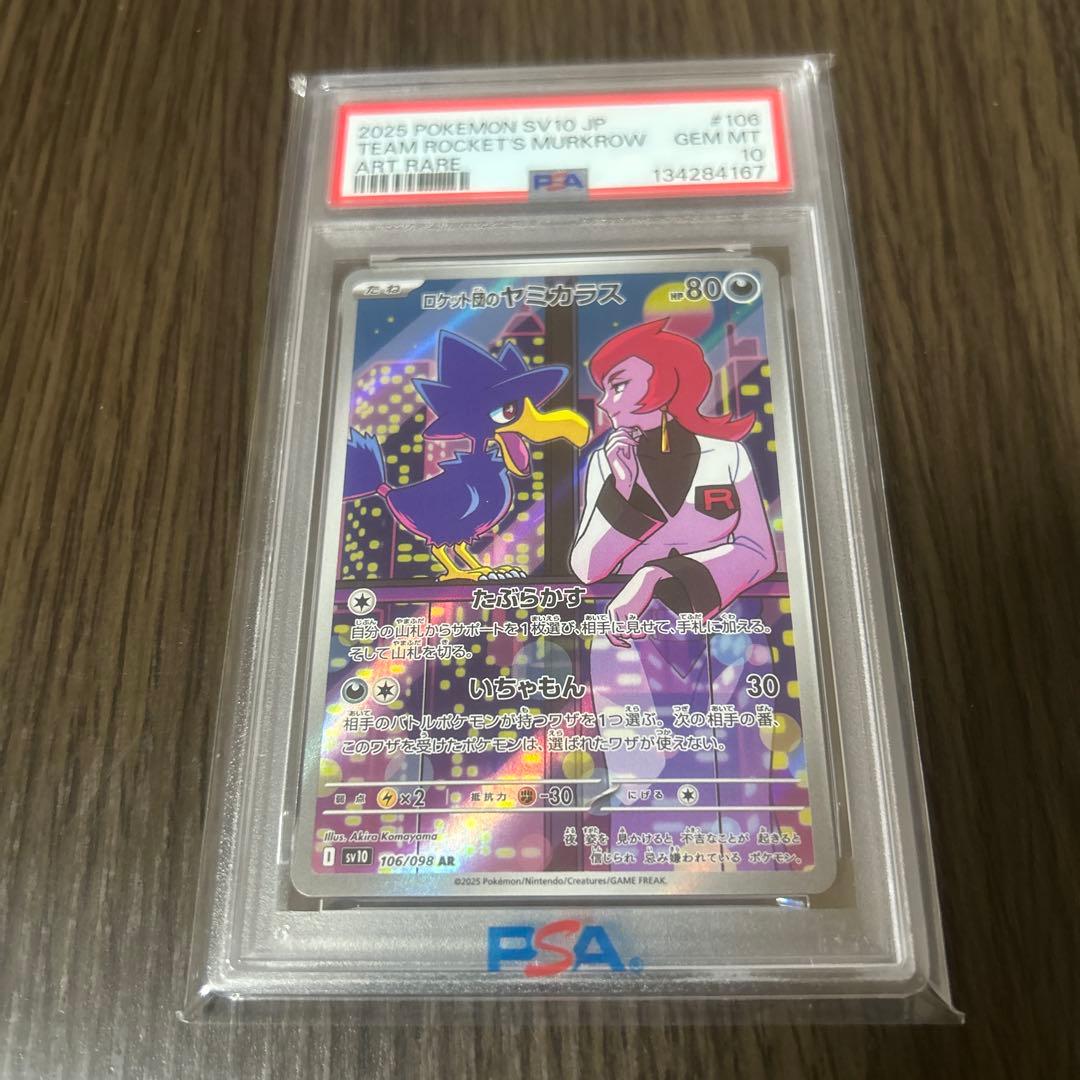 2025 POKEMON SV10 JP #106
TEAM ROCKET'S MURKROW GEM MT
ART RARE 10
PSA 134284167
たね ロケット団のヤミカラス HP 80
R
たぶらかす
自分の山札からサポートを1枚選び、相手に見せて、手札に加える。
そして山札を切る。
いちゃもん 30
相手のバトルポケモンが持つワザを1つ選ぶ。次の相手の番、
このワザを受けたポケモンは、選ばれたワザが使えない。
弱点 ×2 抵抗力 -30 にげる
Illus. Akira Komayama
夜 姿を 見かけると 不吉なことが 起きると
信じられ 忌み嫌われている ポケモン。
I sv10 106/098 AR
©2025 Pokémon/Nintendo/Creatures/GAME FREAK.
PSA